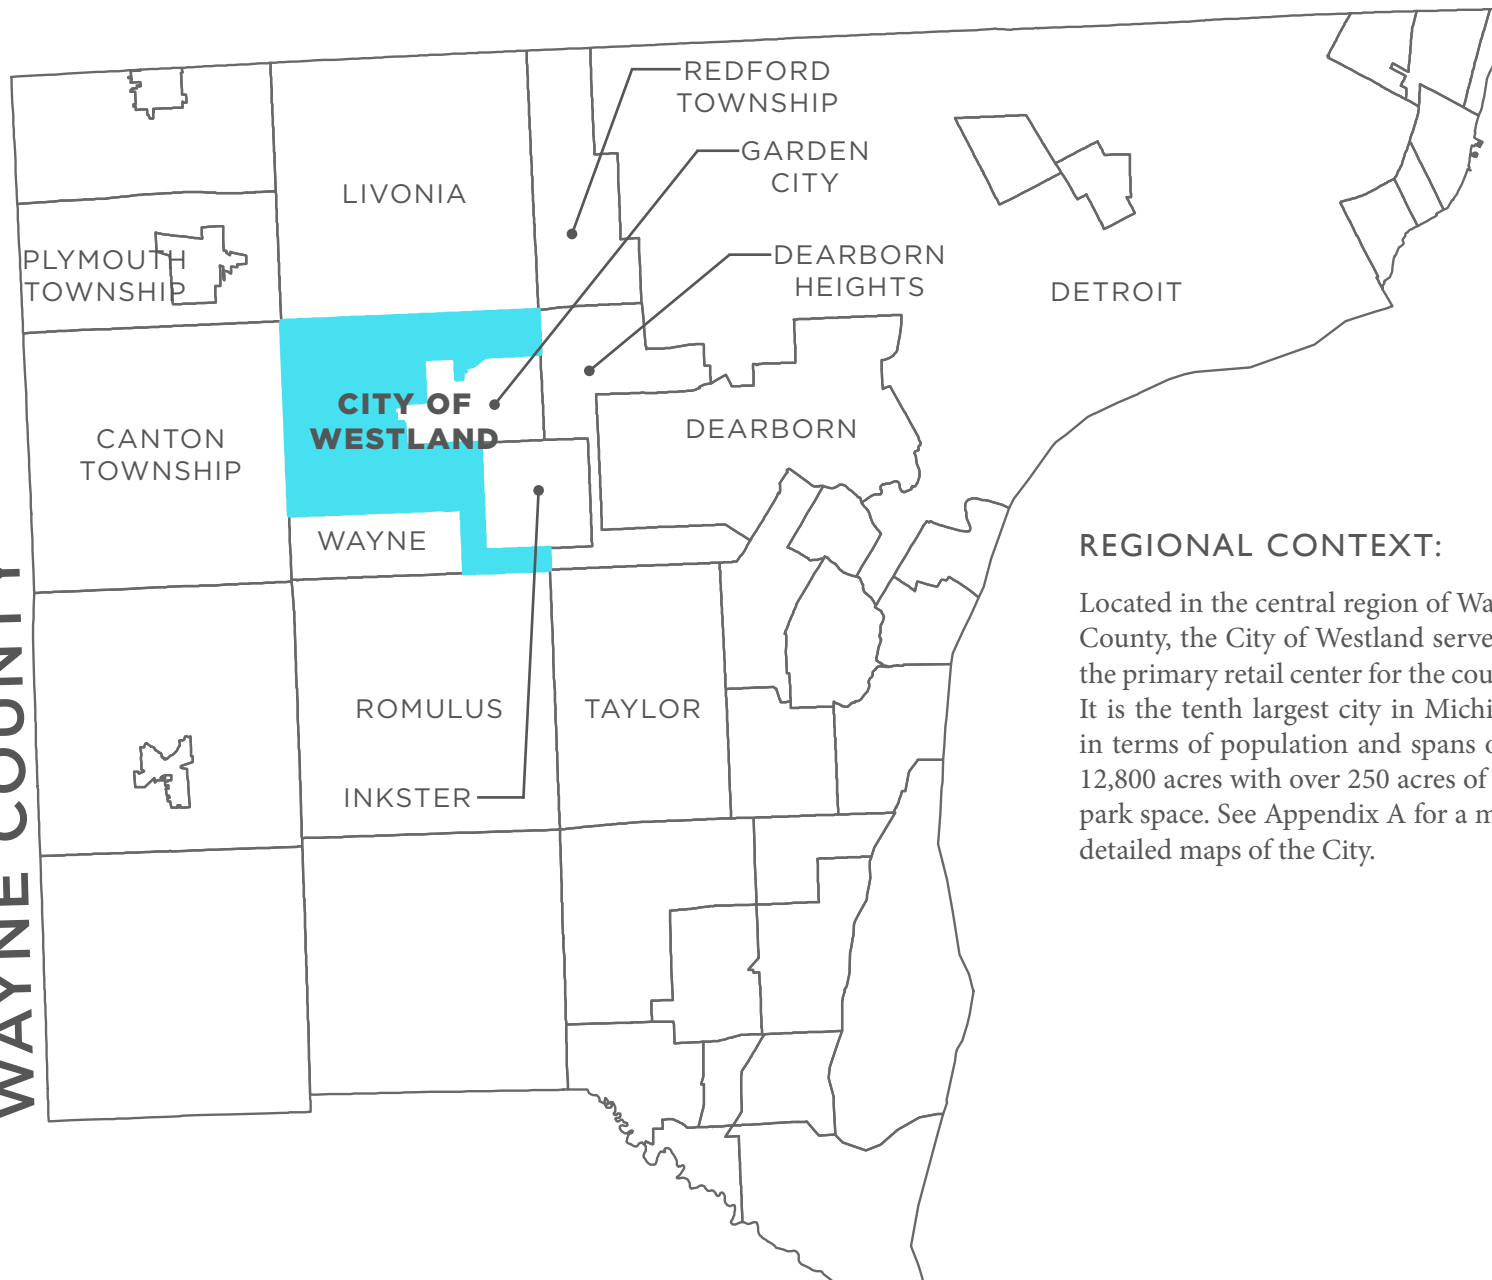 REDFORD
TOWNSHIP
GARDEN
CITY
LIVONIA
PLYMOUTH
TOWNSHIP
DEARBORN
HEIGHTS
DETROIT
CITY OF
WESTLAND
DEARBORN
CANTON
TOWNSHIP
WAYNE
ROMULUS
TAYLOR
INKSTER
WAYNE COUNTY
REGIONAL CONTEXT:
Located in the central region of Wa
County, the City of Westland serve
the primary retail center for the cou
It is the tenth largest city in Michi
in terms of population and spans o
12,800 acres with over 250 acres of
park space. See Appendix A for a m
detailed maps of the City.